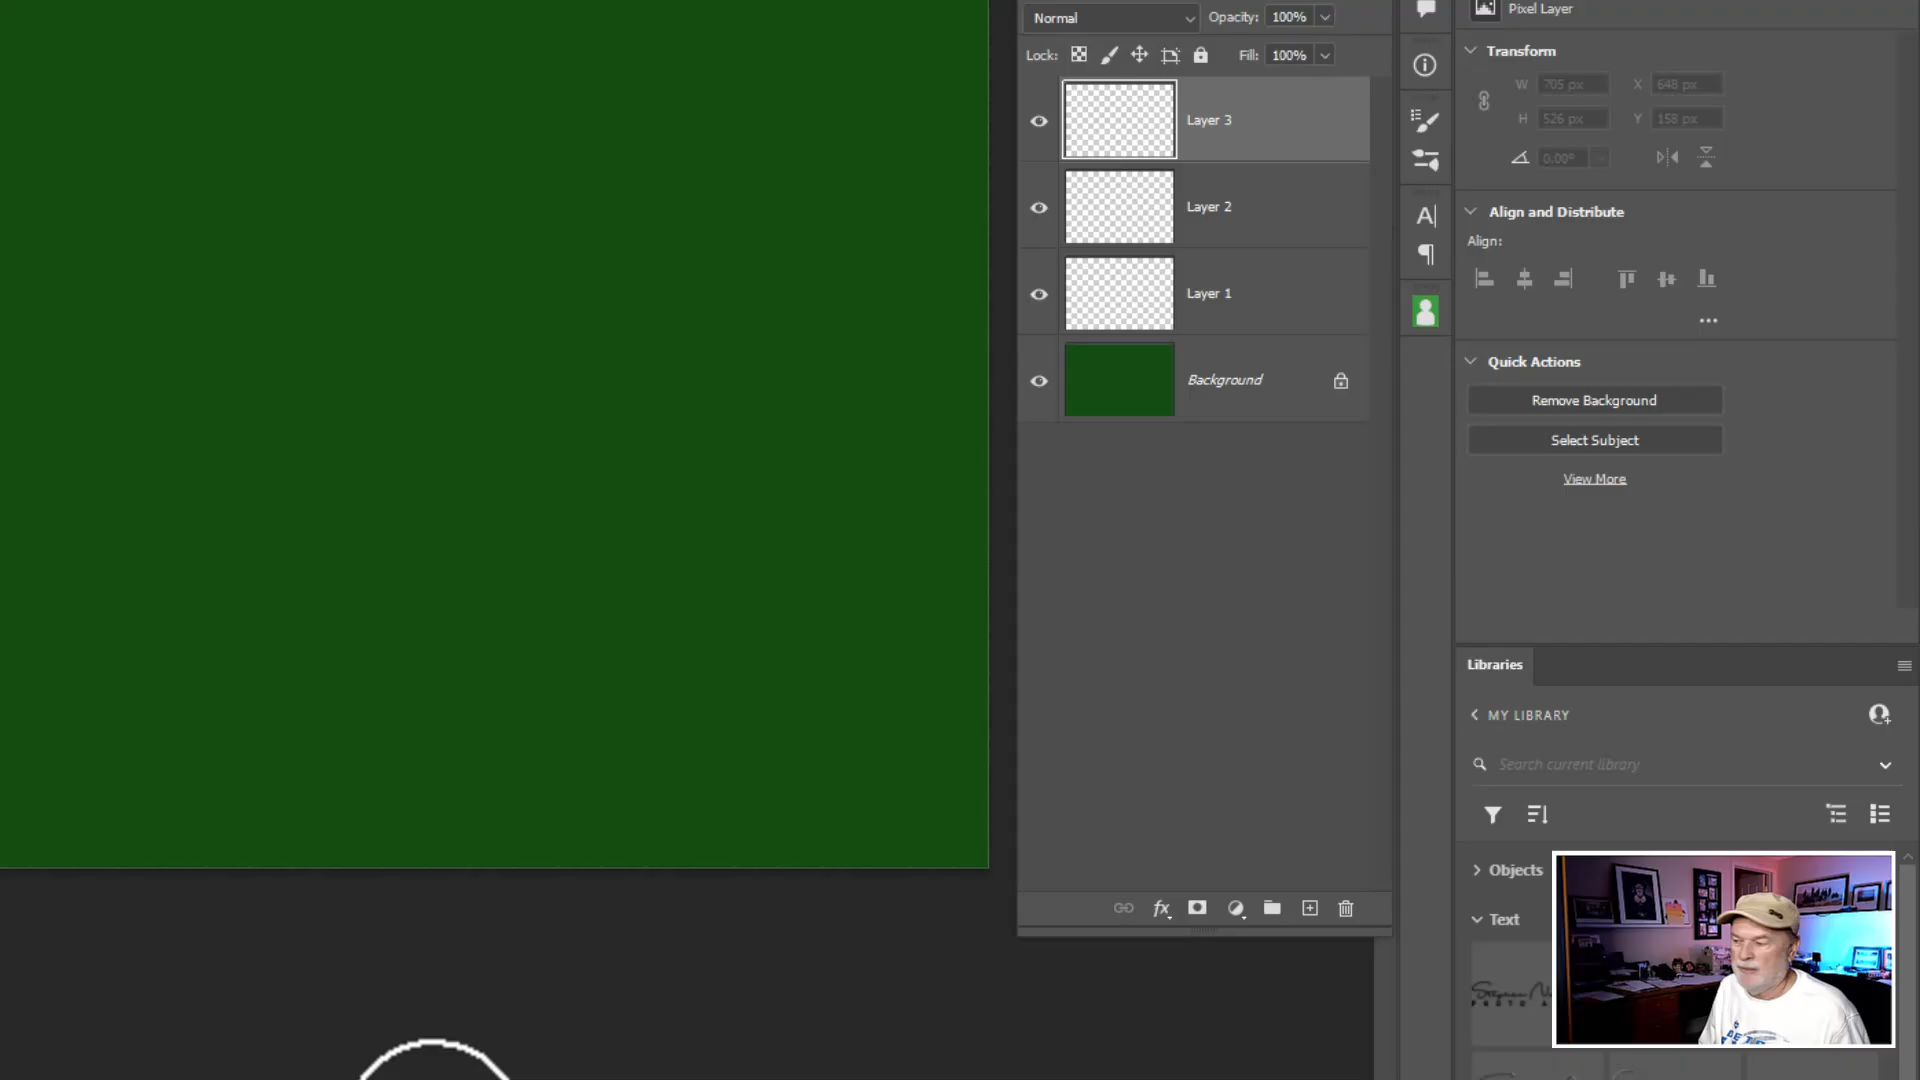 Normal
Opacity: 100%
Lock:
Fill: 100%
Layer 3
Layer 2
Layer 1
Background
Pixel Layer
Transform
W 705 px X 648 px
H 526 px Y 158 px
0.00°
Align and Distribute
Align:
Quick Actions
Remove Background
Select Subject
View More
Libraries
MY LIBRARY
Search current library
Objects
Text